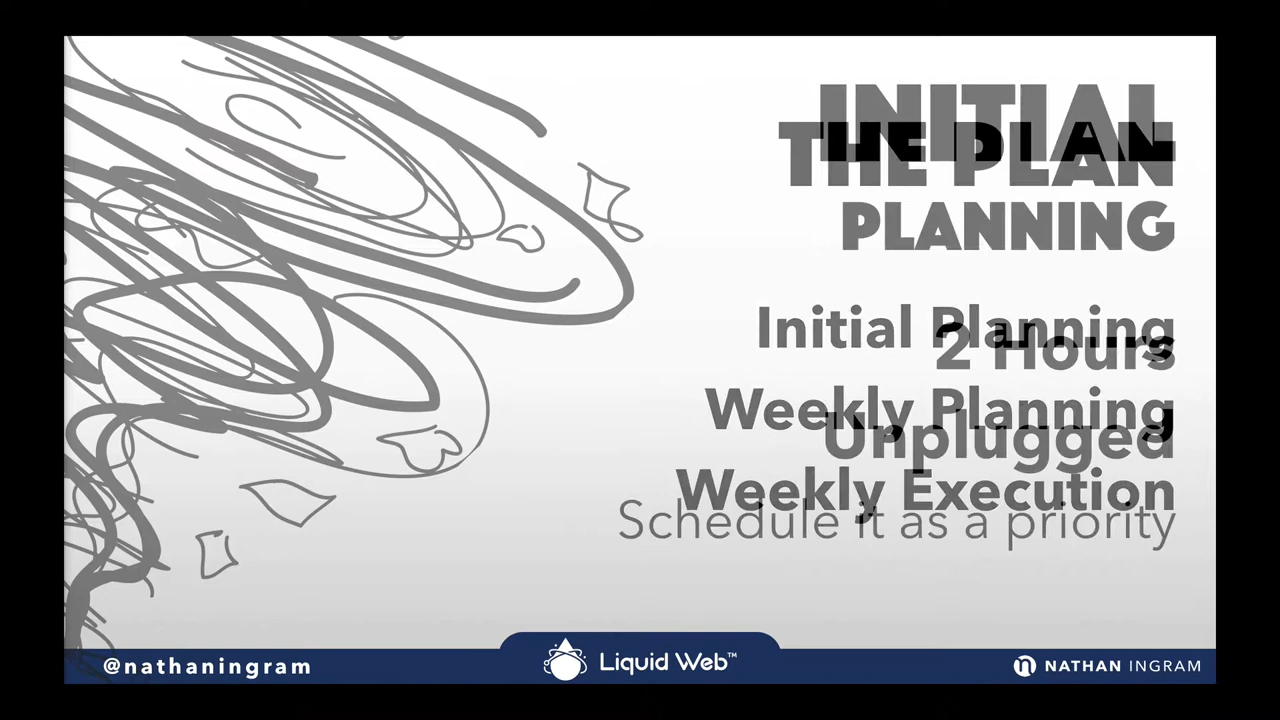 INITIAL
THE PLAN
PLANNING
Initial Planning
2 Hours
Weekly Planning
Unplugged
Weekly Execution
Schedule it as a priority
@nathaningram
Liquid Web™
NATHAN INGRAM